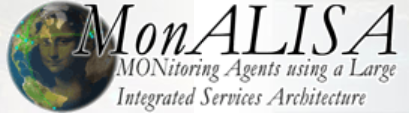 MonALISA
MONitoring Agents using a Large
Integrated Services Architecture